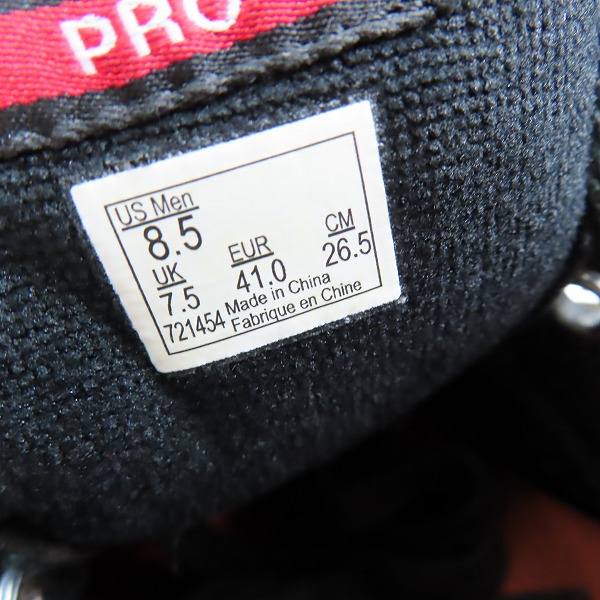 PRO
US Men
8.5
UK
7.5
EUR
41.0
CM
26.5
721454 Made in China
Fabrique en Chine